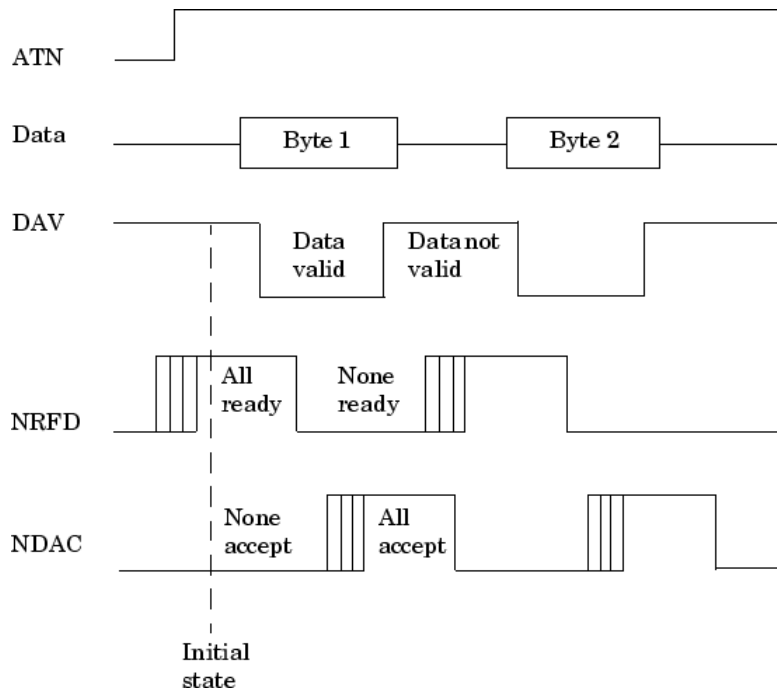 ATN
Data
Byte 1
Byte 2
DAV
Data
valid
Data not
valid
NRFD
All
ready
None
ready
NDAC
None
accept
All
accept
Initial
state